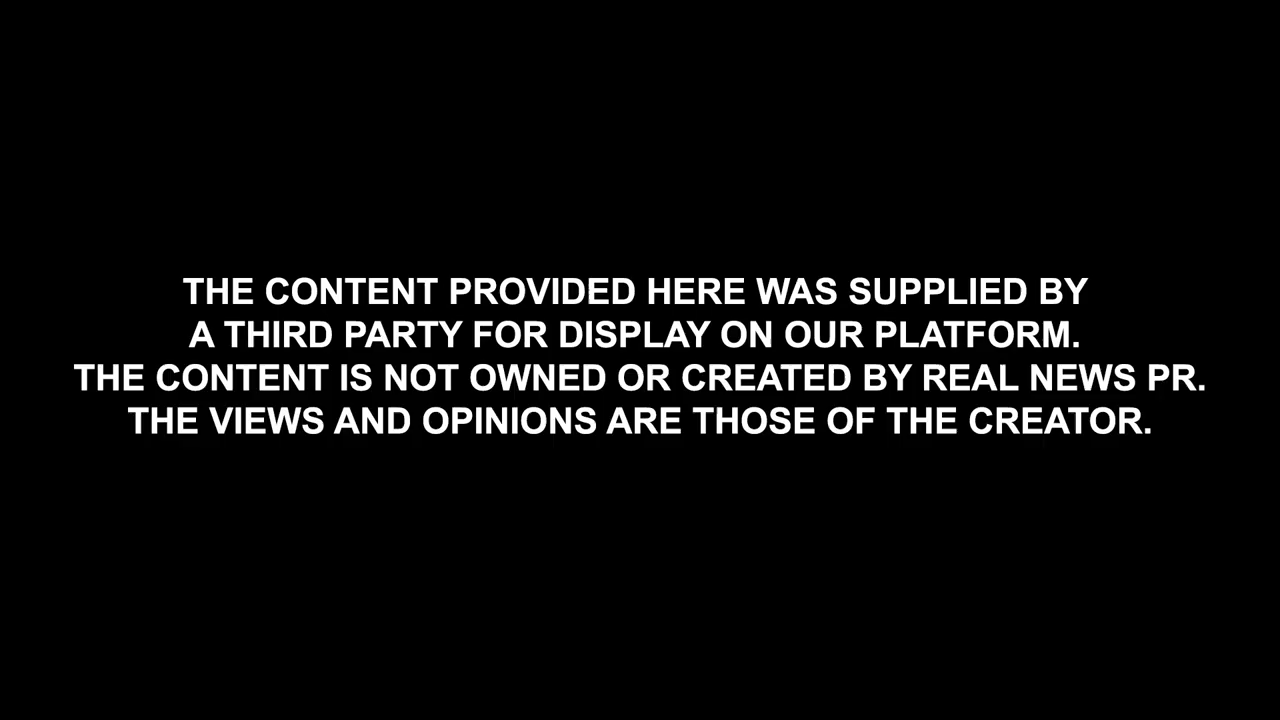 THE CONTENT PROVIDED HERE WAS SUPPLIED BY
A THIRD PARTY FOR DISPLAY ON OUR PLATFORM.
THE CONTENT IS NOT OWNED OR CREATED BY REAL NEWS PR.
THE VIEWS AND OPINIONS ARE THOSE OF THE CREATOR.